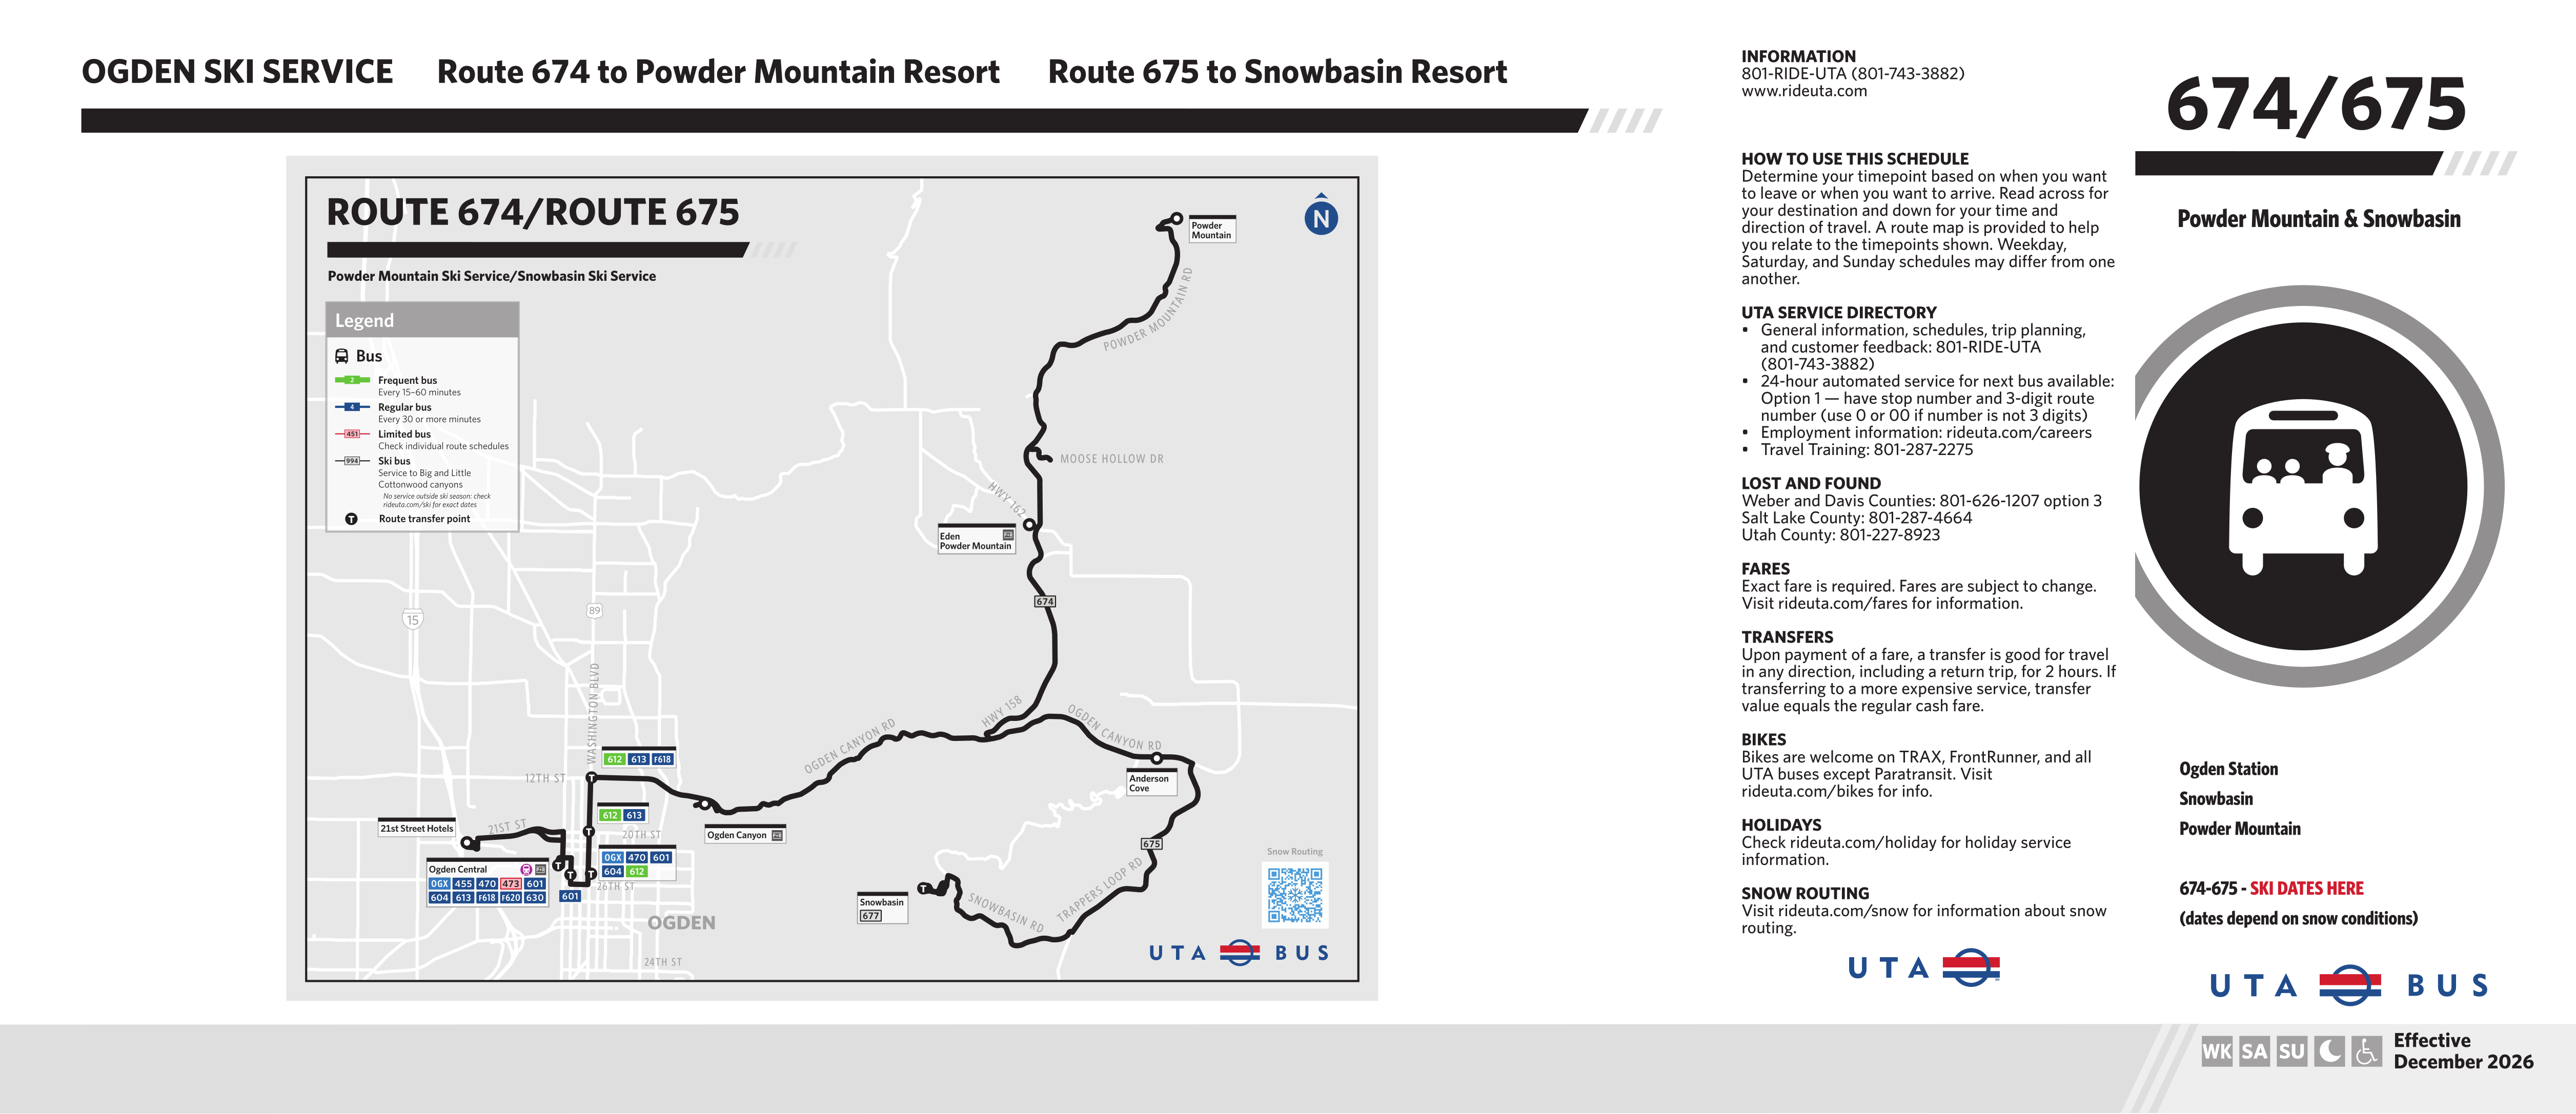 OGDEN SKI SERVICE Route 674 to Powder Mountain Resort Route 675 to Snowbasin Resort
ROUTE 674/ROUTE 675
Powder Mountain Ski Service/Snowbasin Ski Service
Legend
Bus
2
Frequent bus
Every 15–60 minutes
4
Regular bus
Every 30 or more minutes
451
Limited bus
Check individual route schedules
994
Ski bus
Service to Big and Little
Cottonwood canyons
No service outside ski season: check
rideuta.com/ski for exact dates
T
Route transfer point
N
Powder
Mountain
POWDER MOUNTAIN RD
MOOSE HOLLOW DR
HWY 162
Eden
Powder Mountain
674
15
89
WASHINGTON BLVD
HWY 158
OGDEN CANYON RD
OGDEN CANYON RD
612 613 F618
12TH ST
T
Anderson
Cove
612 613
T
20TH ST
21st Street Hotels
21ST ST
Ogden Canyon
Ogden Central
OGX 455 470 473 601
604 613 F618 F620 630
T
T
T
OGX 470 601
604 612
26TH ST
601
OGDEN
24TH ST
675
TRAPPERS LOOP RD
SNOWBASIN RD
T
Snowbasin
677
Snow Routing
UTA BUS
INFORMATION
801-RIDE-UTA (801-743-3882)
www.rideuta.com
HOW TO USE THIS SCHEDULE
Determine your timepoint based on when you want
to leave or when you want to arrive. Read across for
your destination and down for your time and
direction of travel. A route map is provided to help
you relate to the timepoints shown. Weekday,
Saturday, and Sunday schedules may differ from one
another.
UTA SERVICE DIRECTORY
• General information, schedules, trip planning,
and customer feedback: 801-RIDE-UTA
(801-743-3882)
• 24-hour automated service for next bus available:
Option 1 — have stop number and 3-digit route
number (use 0 or 00 if number is not 3 digits)
• Employment information: rideuta.com/careers
• Travel Training: 801-287-2275
LOST AND FOUND
Weber and Davis Counties: 801-626-1207 option 3
Salt Lake County: 801-287-4664
Utah County: 801-227-8923
FARES
Exact fare is required. Fares are subject to change.
Visit rideuta.com/fares for information.
TRANSFERS
Upon payment of a fare, a transfer is good for travel
in any direction, including a return trip, for 2 hours. If
transferring to a more expensive service, transfer
value equals the regular cash fare.
BIKES
Bikes are welcome on TRAX, FrontRunner, and all
UTA buses except Paratransit. Visit
rideuta.com/bikes for info.
HOLIDAYS
Check rideuta.com/holiday for holiday service
information.
SNOW ROUTING
Visit rideuta.com/snow for information about snow
routing.
UTA
674/675
Powder Mountain & Snowbasin
Ogden Station
Snowbasin
Powder Mountain
674-675 - SKI DATES HERE
(dates depend on snow conditions)
UTA BUS
WK SA SU
Effective
December 2026